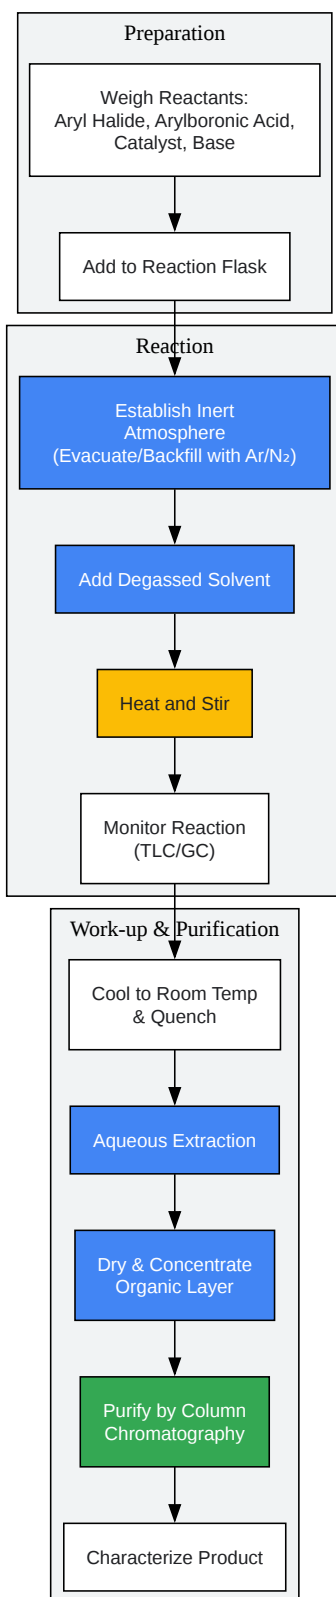 Preparation
Weigh Reactants:
Aryl Halide, Arylboronic Acid,
Catalyst, Base
Add to Reaction Flask
Reaction
Establish Inert
Atmosphere
(Evacuate/Backfill with Ar/N₂)
Add Degassed Solvent
Heat and Stir
Monitor Reaction
(TLC/GC)
Work-up & Purification
Cool to Room Temp
& Quench
Aqueous Extraction
Dry & Concentrate
Organic Layer
Purify by Column
Chromatography
Characterize Product